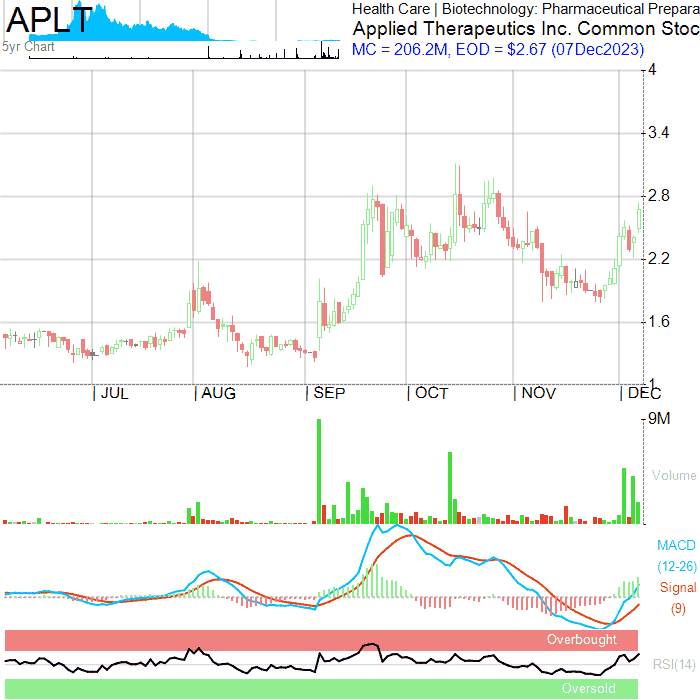 APLT
5yr Chart
Health Care | Biotechnology: Pharmaceutical Prepara
Applied Therapeutics Inc. Common Stoc
MC = 206.2M, EOD = $2.67 (07Dec2023)
4
3.4
2.8
2.2
1.6
1
JUL AUG SEP OCT NOV DEC
9M
Volume
MACD
(12-26)
Signal
(9)
Overbought
RSI(14)
Oversold